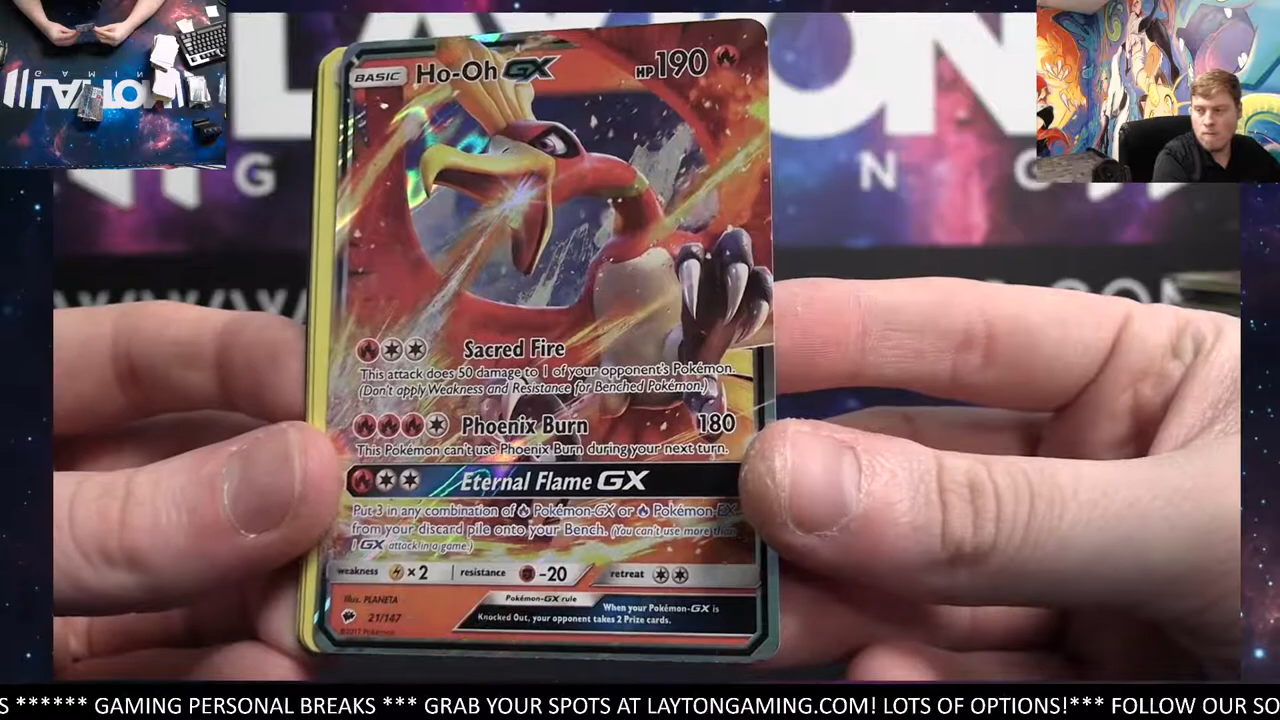 LAYTON
G A M I N
LAYTON
G N G
BASIC Ho-Oh GX HP 190
Sacred Fire
This attack does 50 damage to 1 of your opponent's Pokémon.
(Don't apply Weakness and Resistance for Benched Pokémon.)
Phoenix Burn 180
This Pokémon can't use Phoenix Burn during your next turn.
Eternal Flame GX
Put 3 in any combination of Pokémon-GX or Pokémon-EX
from your discard pile onto your Bench. (You can't use more than
1 GX attack in a game.)
weakness ×2 resistance -20 retreat
Illus. PLANETA
21/147
©2017 Pokémon
Pokémon-GX rule
When your Pokémon-GX is
Knocked Out, your opponent takes 2 Prize cards.
S ****** GAMING PERSONAL BREAKS *** GRAB YOUR SPOTS AT LAYTONGAMING.COM! LOTS OF OPTIONS!*** FOLLOW OUR SO